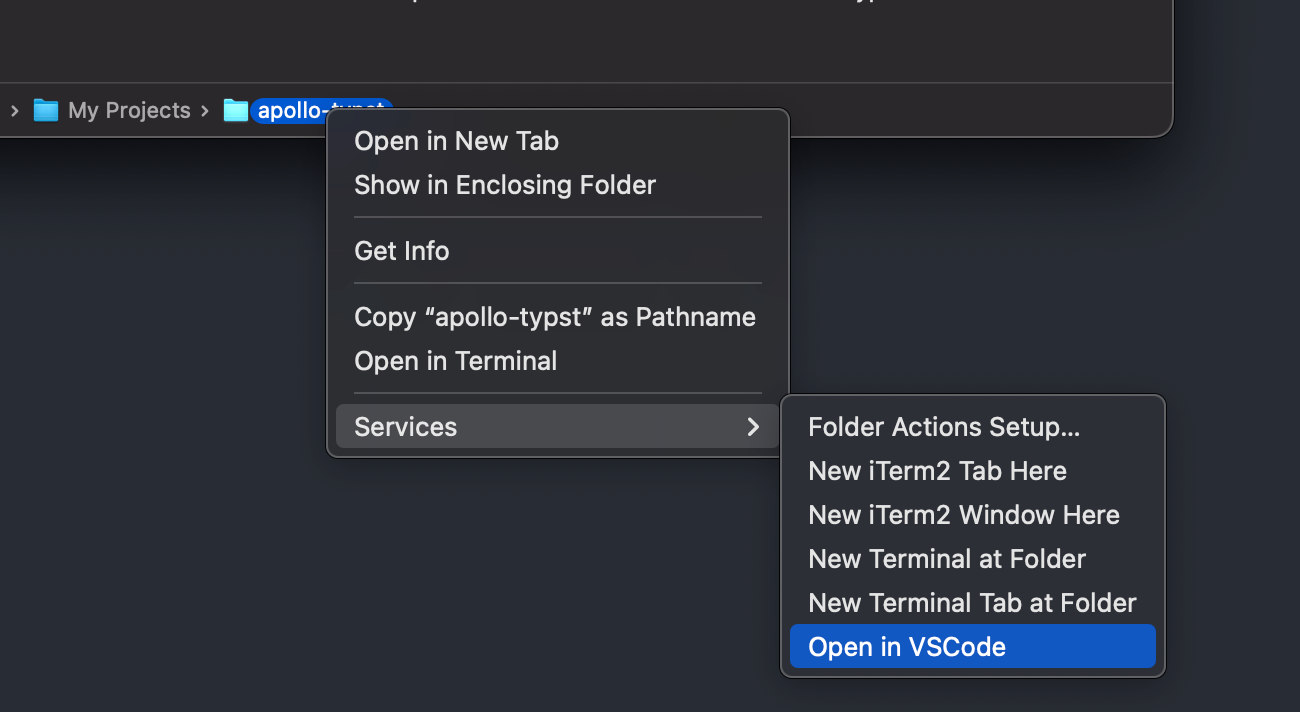 My Projects
apollo-typst
Open in New Tab
Show in Enclosing Folder
Get Info
Copy “apollo-typst” as Pathname
Open in Terminal
Services
Folder Actions Setup...
New iTerm2 Tab Here
New iTerm2 Window Here
New Terminal at Folder
New Terminal Tab at Folder
Open in VSCode